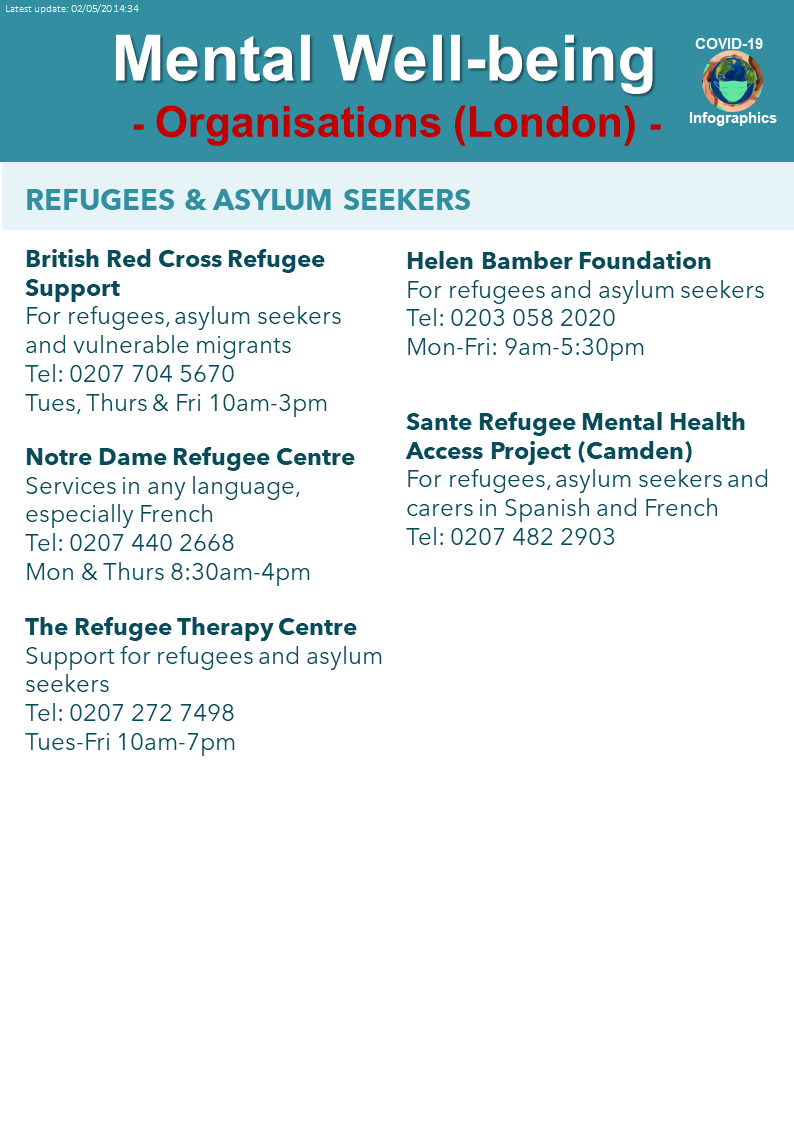 Latest update: 02/05/2014:34
Mental Well-being
- Organisations (London) -
COVID-19
Infographics
REFUGEES & ASYLUM SEEKERS
British Red Cross Refugee
Support
For refugees, asylum seekers
and vulnerable migrants
Tel: 0207 704 5670
Tues, Thurs & Fri 10am-3pm
Notre Dame Refugee Centre
Services in any language,
especially French
Tel: 0207 440 2668
Mon & Thurs 8:30am-4pm
The Refugee Therapy Centre
Support for refugees and asylum
seekers
Tel: 0207 272 7498
Tues-Fri 10am-7pm
Helen Bamber Foundation
For refugees and asylum seekers
Tel: 0203 058 2020
Mon-Fri: 9am-5:30pm
Sante Refugee Mental Health
Access Project (Camden)
For refugees, asylum seekers and
carers in Spanish and French
Tel: 0207 482 2903